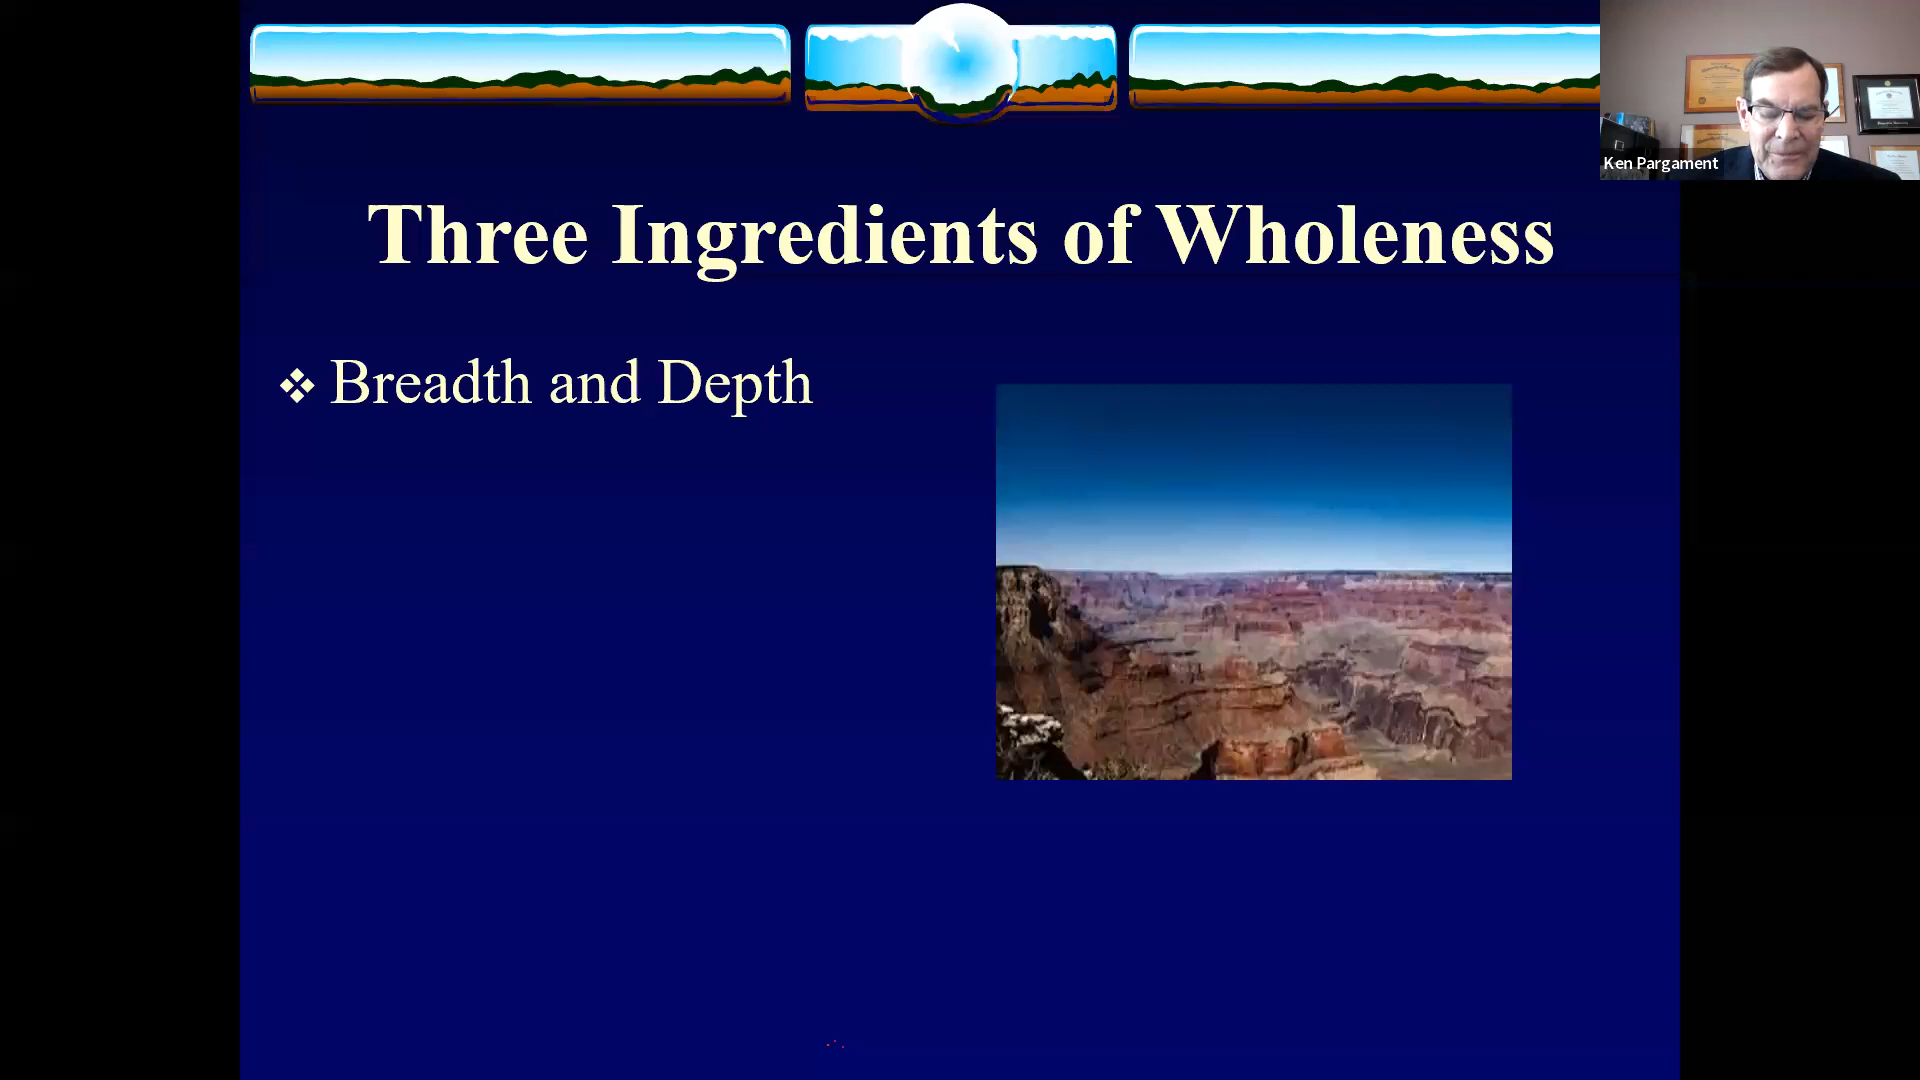 Ken Pargament
Three Ingredients of Wholeness
❖ Breadth and Depth